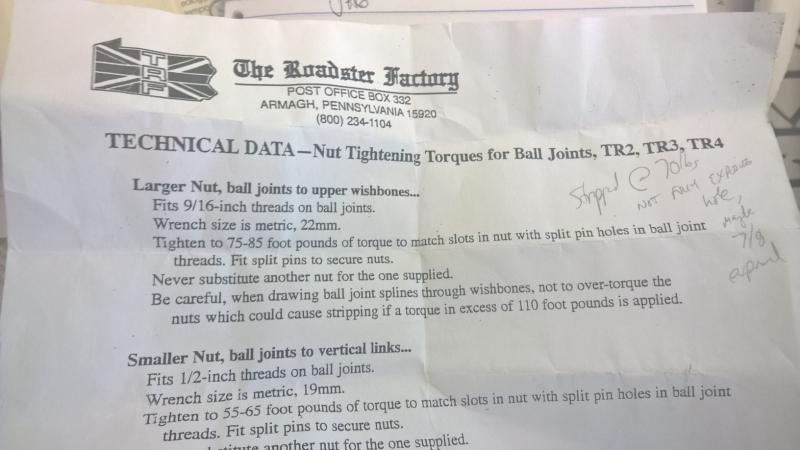 TRF
The Roadster Factory
POST OFFICE BOX 332
ARMAGH, PENNSYLVANIA 15920
(800) 234-1104
TECHNICAL DATA—Nut Tightening Torques for Ball Joints, TR2, TR3, TR4
Larger Nut, ball joints to upper wishbones...
Fits 9/16-inch threads on ball joints.
Wrench size is metric, 22mm.
Tighten to 75-85 foot pounds of torque to match slots in nut with split pin holes in ball joint
threads. Fit split pins to secure nuts.
Never substitute another nut for the one supplied.
Be careful, when drawing ball joint splines through wishbones, not to over-torque the
nuts which could cause stripping if a torque in excess of 110 foot pounds is applied.
@ 70lbs
NOT FULLY EXPOSED
hole,
maybe
7/8
Smaller Nut, ball joints to vertical links...
Fits 1/2-inch threads on ball joints.
Wrench size is metric, 19mm.
Tighten to 55-65 foot pounds of torque to match slots in nut with split pin holes in ball joint
threads. Fit split pins to secure nuts.
another nut for the one supplied.